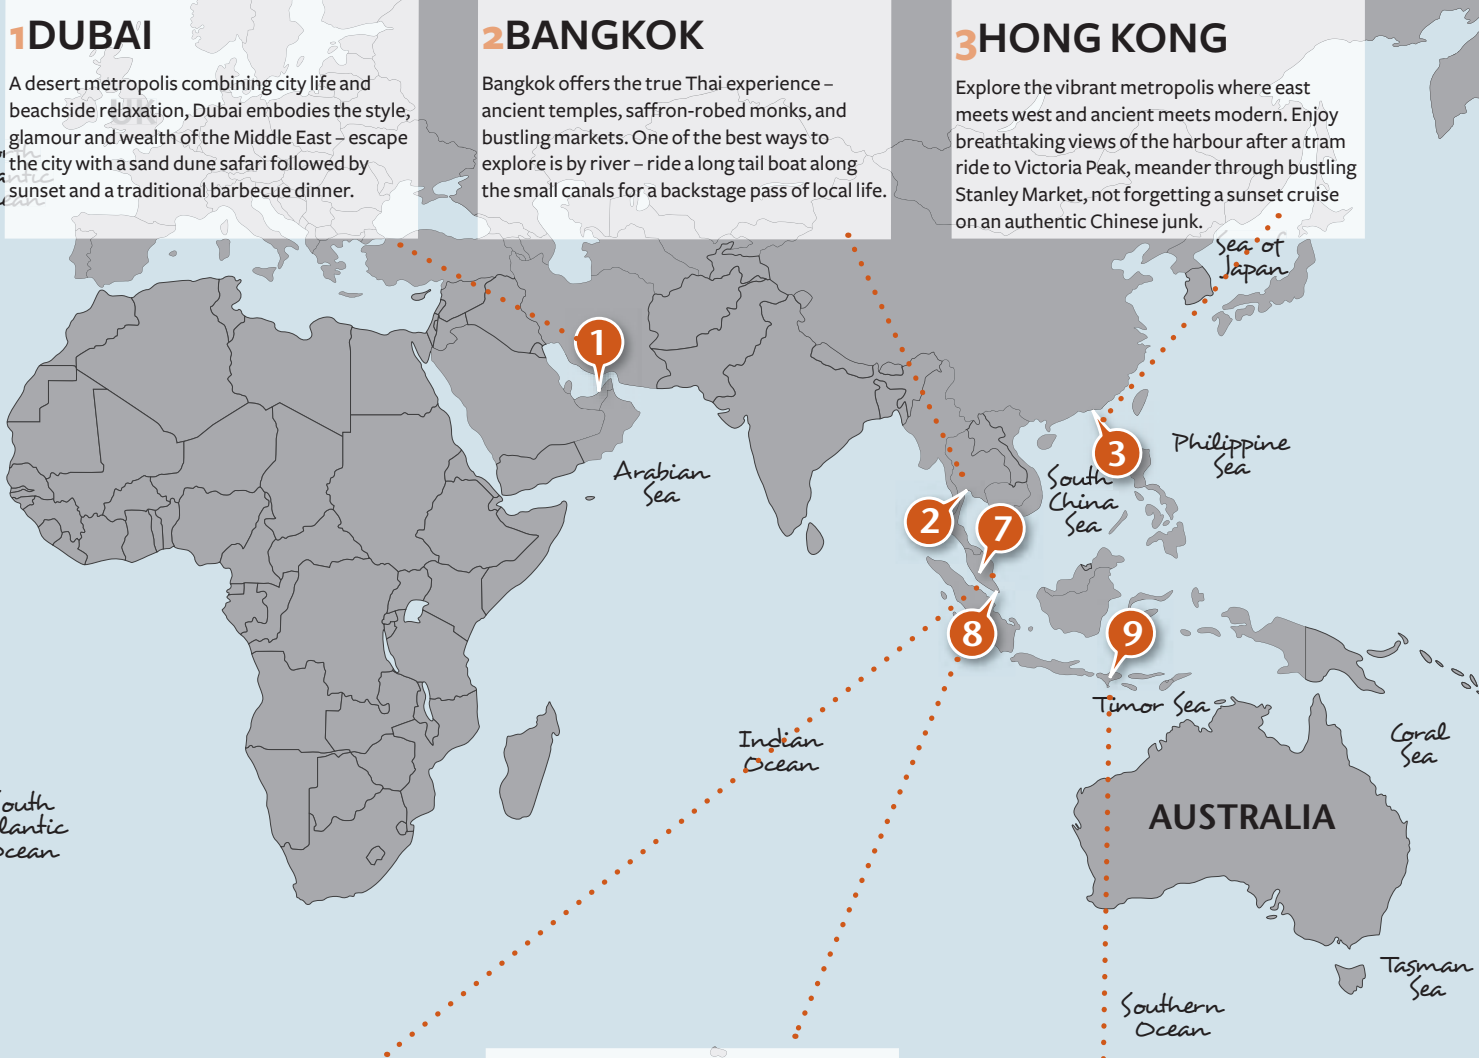 1DUBAI
A desert metropolis combining city life and
beachside relaxation, Dubai embodies the style,
glamour and wealth of the Middle East – escape
the city with a sand dune safari followed by
sunset and a traditional barbecue dinner.
UK
2BANGKOK
Bangkok offers the true Thai experience –
ancient temples, saffron-robed monks, and
bustling markets. One of the best ways to
explore is by river – ride a long tail boat along
the small canals for a backstage pass of local life.
3HONG KONG
Explore the vibrant metropolis where east
meets west and ancient meets modern. Enjoy
breathtaking views of the harbour after a tram
ride to Victoria Peak, meander through bustling
Stanley Market, not forgetting a sunset cruise
on an authentic Chinese junk.
Sea of
Japan
1
3
Philippine
Sea
Arabian
Sea
South
China
Sea
2
7
8
9
Timor Sea
Indian
Ocean
Coral
Sea
outh
lantic
cean
AUSTRALIA
Tasman
Sea
Southern
Ocean